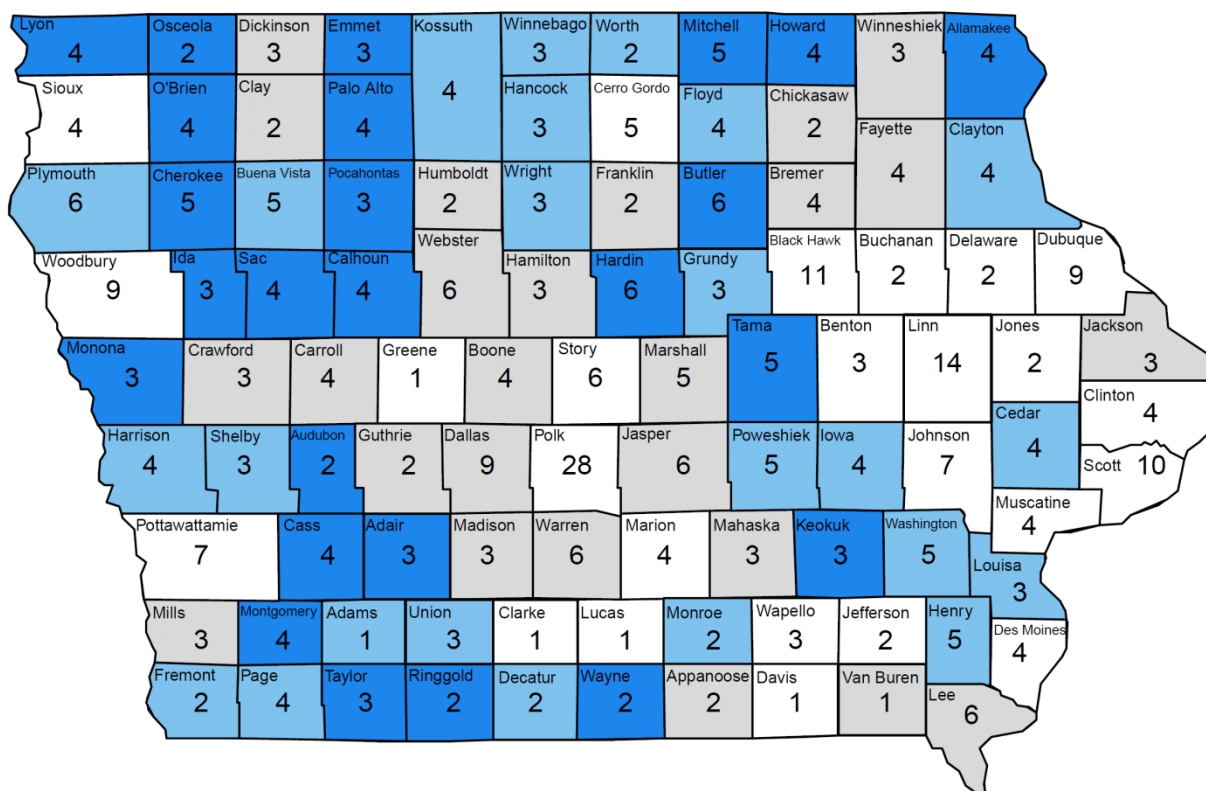 Lyon
4
Osceola
2
Dickinson
3
Emmet
3
Kossuth
4
Winnebago
3
Worth
2
Mitchell
5
Howard
4
Winneshiek
3
Allamakee
4
Sioux
4
O'Brien
4
Clay
2
Palo Alto
4
Hancock
3
Cerro Gordo
5
Floyd
4
Chickasaw
2
Fayette
4
Clayton
4
Plymouth
6
Cherokee
5
Buena Vista
5
Pocahontas
3
Humboldt
2
Wright
3
Franklin
2
Butler
6
Bremer
4
Woodbury
9
Ida
3
Sac
4
Calhoun
4
Webster
6
Hamilton
3
Hardin
6
Grundy
3
Black Hawk
11
Buchanan
2
Delaware
2
Dubuque
9
Monona
3
Crawford
3
Carroll
4
Greene
1
Boone
4
Story
6
Marshall
5
Tama
5
Benton
3
Linn
14
Jones
2
Jackson
3
Clinton
4
Harrison
4
Shelby
3
Audubon
2
Guthrie
2
Dallas
9
Polk
28
Jasper
6
Poweshiek
5
Iowa
4
Johnson
7
Cedar
4
Scott 10
Muscatine
4
Pottawattamie
7
Cass
4
Adair
3
Madison
3
Warren
6
Marion
4
Mahaska
3
Keokuk
3
Washington
5
Louisa
3
Mills
3
Montgomery
4
Adams
1
Union
3
Clarke
1
Lucas
1
Monroe
2
Wapello
3
Jefferson
2
Henry
5
Des Moines
4
Fremont
2
Page
4
Taylor
3
Ringgold
2
Decatur
2
Wayne
2
Appanoose
2
Davis
1
Van Buren
1
Lee
6